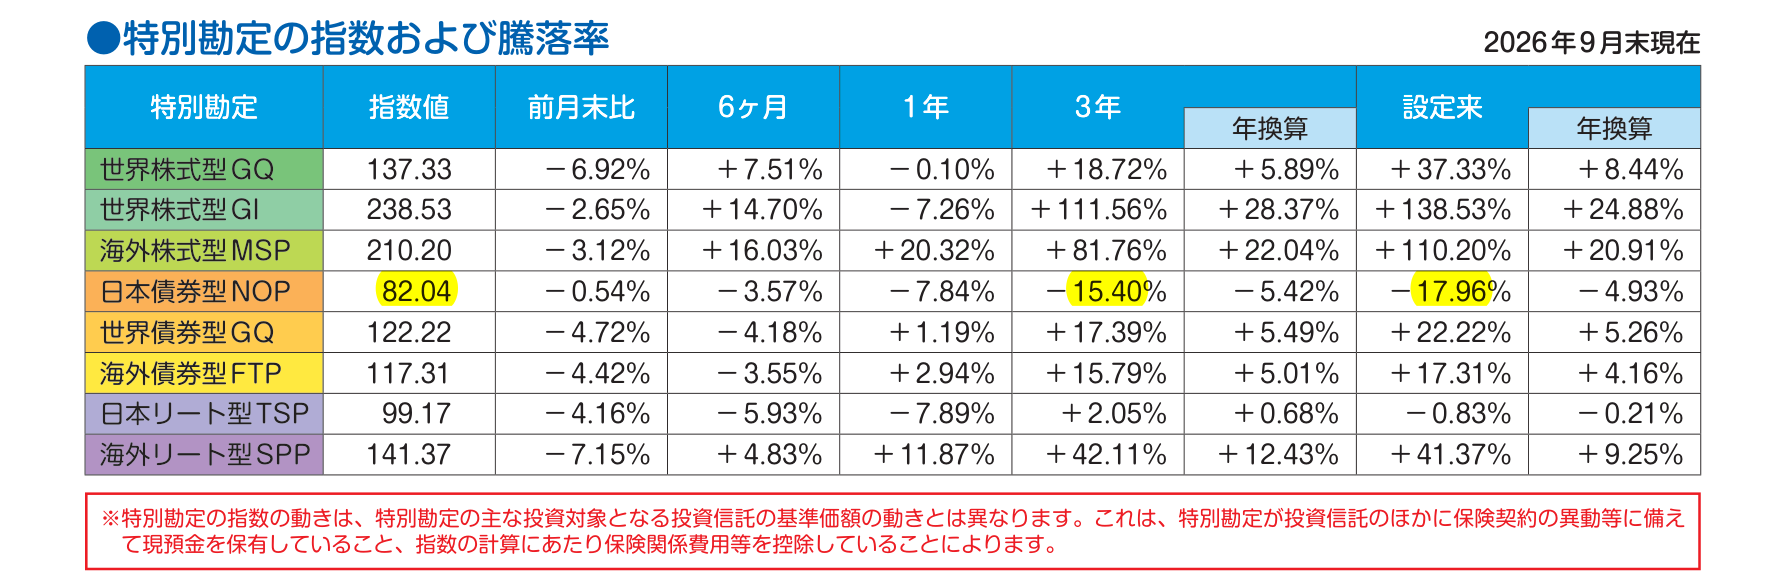 ●特別勘定の指数および騰落率
2026年9月末現在
特別勘定 指数値 前月末比 6ヶ月 1年 3年 年換算 設定来 年換算
世界株式型GQ 137.33 －6.92% ＋7.51% －0.10% ＋18.72% ＋5.89% ＋37.33% ＋8.44%
世界株式型GI 238.53 －2.65% ＋14.70% －7.26% ＋111.56% ＋28.37% ＋138.53% ＋24.88%
海外株式型MSP 210.20 －3.12% ＋16.03% ＋20.32% ＋81.76% ＋22.04% ＋110.20% ＋20.91%
日本債券型NOP 82.04 －0.54% －3.57% －7.84% －15.40% －5.42% －17.96% －4.93%
世界債券型GQ 122.22 －4.72% －4.18% ＋1.19% ＋17.39% ＋5.49% ＋22.22% ＋5.26%
海外債券型FTP 117.31 －4.42% －3.55% ＋2.94% ＋15.79% ＋5.01% ＋17.31% ＋4.16%
日本リート型TSP 99.17 －4.16% －5.93% －7.89% ＋2.05% ＋0.68% －0.83% －0.21%
海外リート型SPP 141.37 －7.15% ＋4.83% ＋11.87% ＋42.11% ＋12.43% ＋41.37% ＋9.25%
※特別勘定の指数の動きは、特別勘定の主な投資対象となる投資信託の基準価額の動きとは異なります。これは、特別勘定が投資信託のほかに保険契約の異動等に備え
て現預金を保有していること、指数の計算にあたり保険関係費用等を控除していることによります。